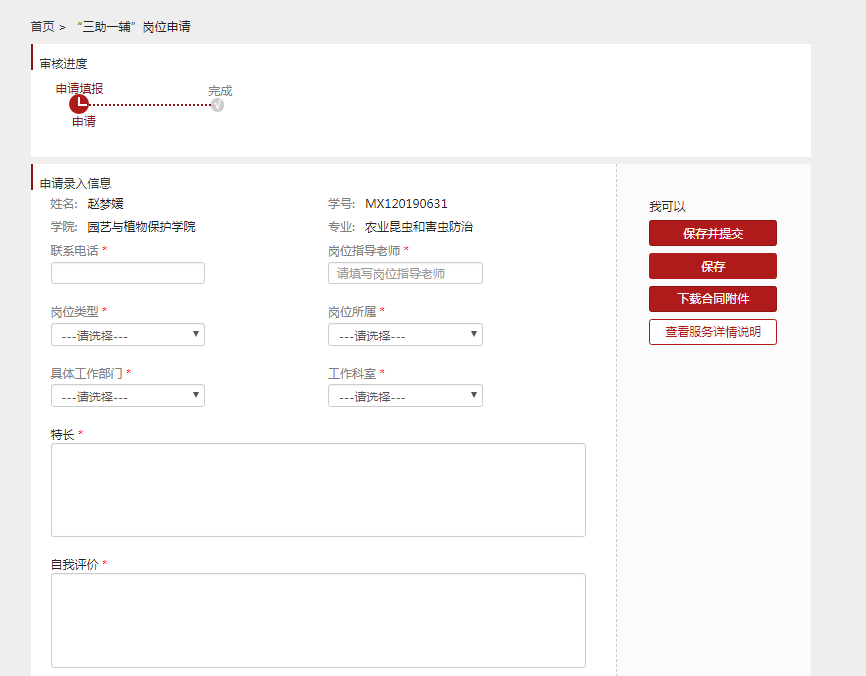 首页 > “三助一辅”岗位申请
审核进度
申请填报
完成
申请
申请录入信息
姓名: 赵梦媛 学号: MX120190631
学院: 园艺与植物保护学院 专业: 农业昆虫和害虫防治
联系电话 * 岗位指导老师 *
请填写岗位指导老师
岗位类型 * 岗位所属 *
---请选择--- ---请选择---
具体工作部门 * 工作科室 *
---请选择--- ---请选择---
特长 *
自我评价 *
我可以
保存并提交
保存
下载合同附件
查看服务详情说明